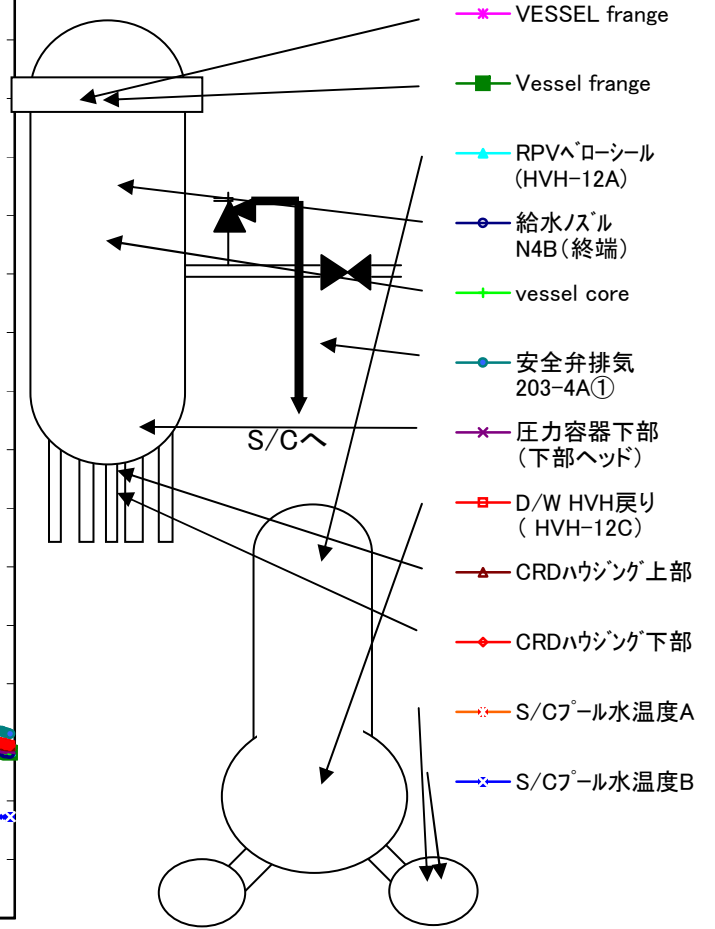 VESSEL frange
Vessel frange
RPVﾍﾞﾛｰｼｰﾙ
(HVH-12A)
給水ﾉｽﾞﾙ
N4B(終端)
vessel core
安全弁排気
203-4A①
圧力容器下部
(下部ヘッド)
D/W HVH戻り
( HVH-12C)
CRDﾊｳｼﾞﾝｸﾞ上部
CRDﾊｳｼﾞﾝｸﾞ下部
S/Cﾌﾟｰﾙ水温度A
S/Cﾌﾟｰﾙ水温度B
S/Cへ